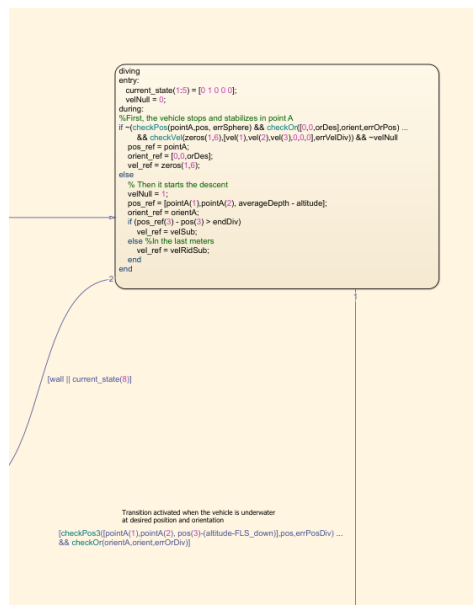 diving
entry:
current_state(1:5) = [0 1 0 0 0];
velNull = 0;
during:
%First, the vehicle stops and stabilizes in point A
if ~(checkPos(pointA,pos, errSphere) && checkOr([0,0,orDes],orient,errOrPos) ...
&& checkVel(zeros(1,6),[vel(1),vel(2),vel(3),0,0,0],errVelDiv)) && ~velNull
pos_ref = pointA;
orient_ref = [0,0,orDes];
vel_ref = zeros(1,6);
else
% Then it starts the descent
velNull = 1;
pos_ref = [pointA(1),pointA(2), averageDepth - altitude];
orient_ref = orientA;
if (pos_ref(3) - pos(3) > endDiv)
vel_ref = velSub;
else %In the last meters
vel_ref = velRidSub;
end
end
2
1
[wall || current_state(8)]
Transition activated when the vehicle is underwater
at desired position and orientation
[checkPos3([pointA(1),pointA(2), pos(3)-(altitude-FLS_down)],pos,errPosDiv) ...
&& checkOr(orientA,orient,errOrDiv)]